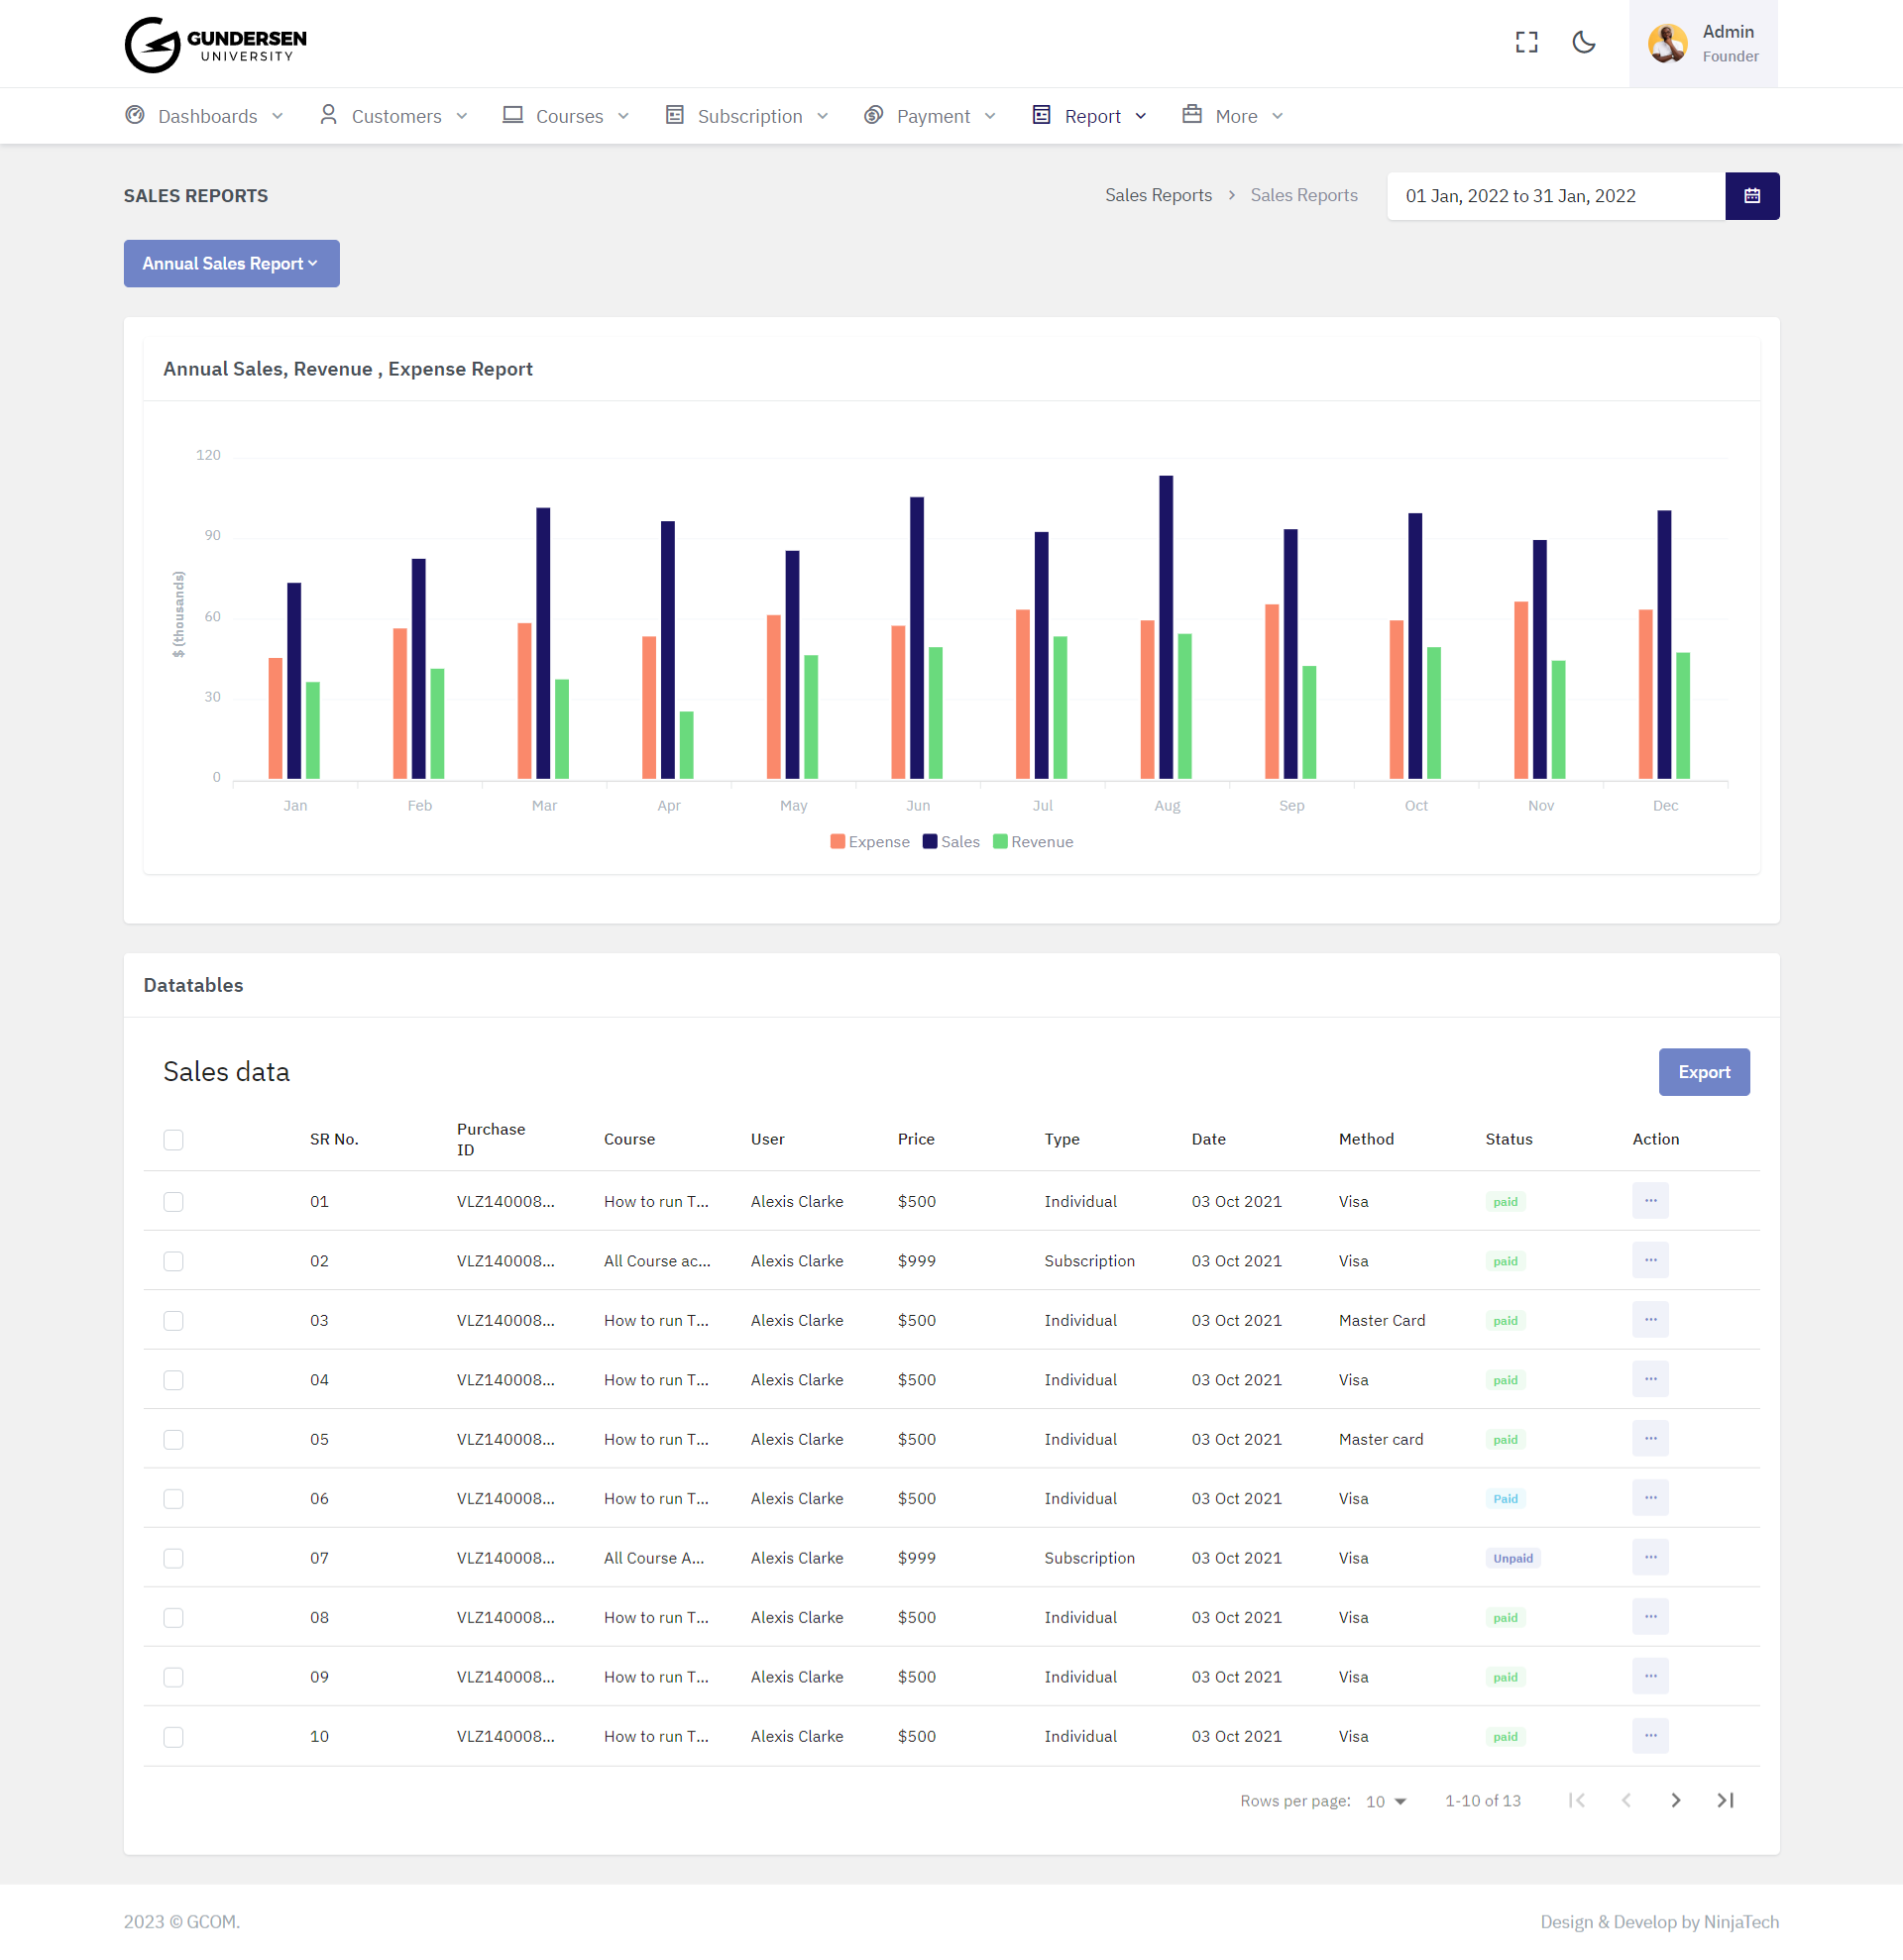 GUNDERSEN
UNIVERSITY
Admin
Founder
Dashboards
Customers
Courses
Subscription
Payment
Report
More
SALES REPORTS
Sales Reports > Sales Reports
01 Jan, 2022 to 31 Jan, 2022
Annual Sales Report
Annual Sales, Revenue , Expense Report
$ (thousands)
120
90
60
30
0
Jan Feb Mar Apr May Jun Jul Aug Sep Oct Nov Dec
Expense Sales Revenue
Datatables
Sales data
Export
SR No. Purchase ID Course User Price Type Date Method Status Action
01 VLZ140008... How to run T... Alexis Clarke $500 Individual 03 Oct 2021 Visa paid ...
02 VLZ140008... All Course ac... Alexis Clarke $999 Subscription 03 Oct 2021 Visa paid ...
03 VLZ140008... How to run T... Alexis Clarke $500 Individual 03 Oct 2021 Master Card paid ...
04 VLZ140008... How to run T... Alexis Clarke $500 Individual 03 Oct 2021 Visa paid ...
05 VLZ140008... How to run T... Alexis Clarke $500 Individual 03 Oct 2021 Master card paid ...
06 VLZ140008... How to run T... Alexis Clarke $500 Individual 03 Oct 2021 Visa Paid ...
07 VLZ140008... All Course A... Alexis Clarke $999 Subscription 03 Oct 2021 Visa Unpaid ...
08 VLZ140008... How to run T... Alexis Clarke $500 Individual 03 Oct 2021 Visa paid ...
09 VLZ140008... How to run T... Alexis Clarke $500 Individual 03 Oct 2021 Visa paid ...
10 VLZ140008... How to run T... Alexis Clarke $500 Individual 03 Oct 2021 Visa paid ...
Rows per page: 10 1-10 of 13
2023 © GCOM.
Design & Develop by NinjaTech